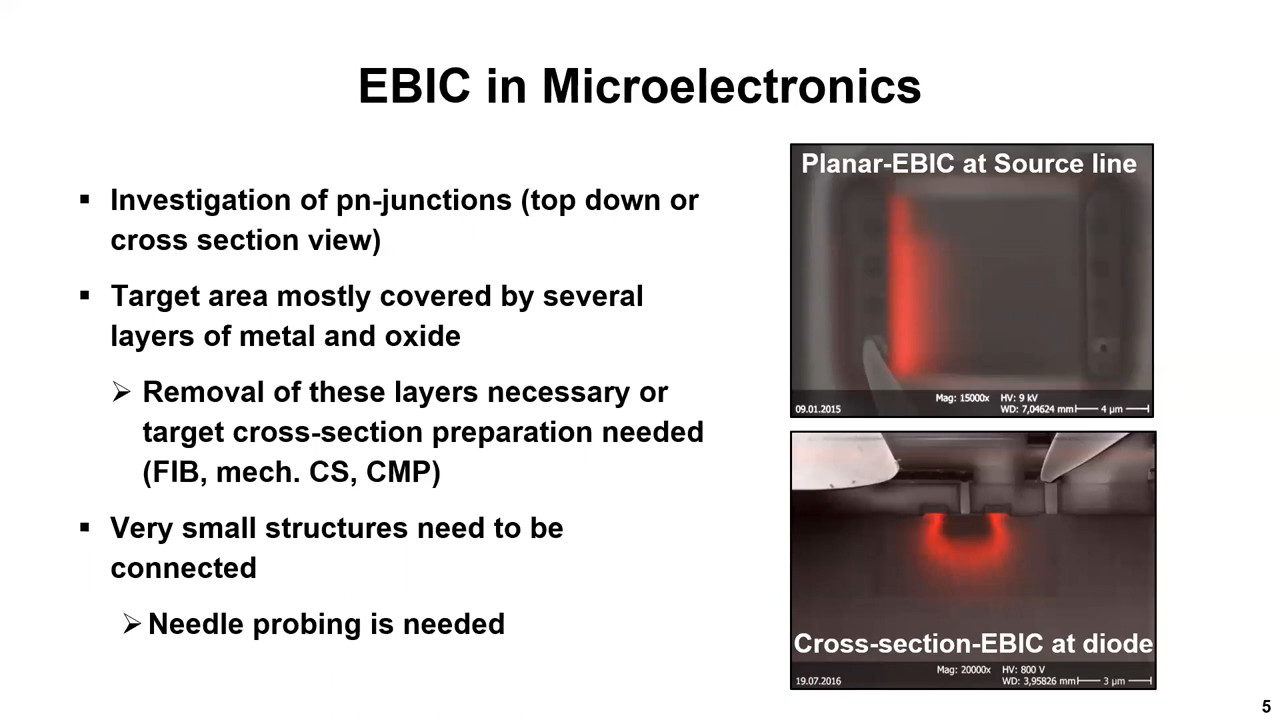 EBIC in Microelectronics
▪ Investigation of pn-junctions (top down or
cross section view)
▪ Target area mostly covered by several
layers of metal and oxide
➢ Removal of these layers necessary or
target cross-section preparation needed
(FIB, mech. CS, CMP)
▪ Very small structures need to be
connected
➢ Needle probing is needed
Planar-EBIC at Source line
Mag: 15000x HV: 9 kV
09.01.2015 WD: 7,04624 mm 4 µm
Cross-section-EBIC at diode
Mag: 20000x HV: 800 V
19.07.2016 WD: 3,95826 mm 3 µm
5